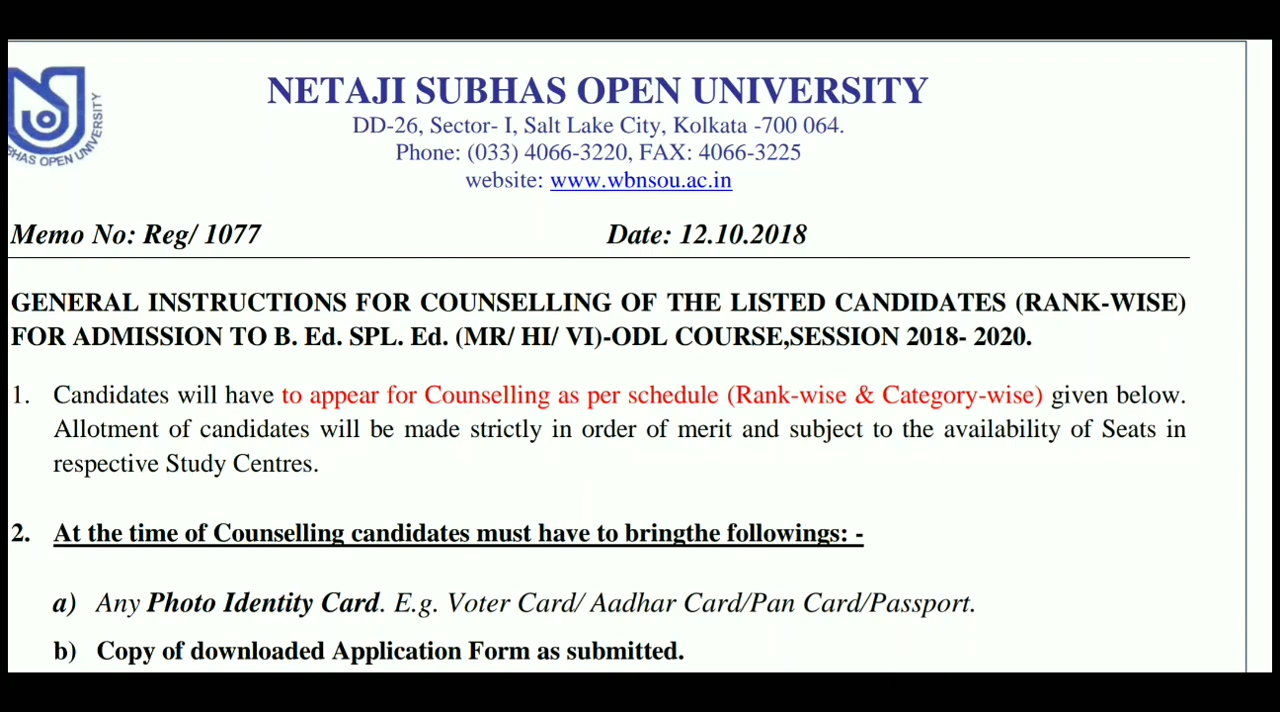 NETAJI SUBHAS OPEN UNIVERSITY
DD-26, Sector- I, Salt Lake City, Kolkata -700 064.
Phone: (033) 4066-3220, FAX: 4066-3225
website: www.wbnsou.ac.in
HAS OPEN UNIVERSITY
Memo No: Reg/ 1077 Date: 12.10.2018
GENERAL INSTRUCTIONS FOR COUNSELLING OF THE LISTED CANDIDATES (RANK-WISE)
FOR ADMISSION TO B. Ed. SPL. Ed. (MR/ HI/ VI)-ODL COURSE,SESSION 2018- 2020.
1. Candidates will have to appear for Counselling as per schedule (Rank-wise & Category-wise) given below.
Allotment of candidates will be made strictly in order of merit and subject to the availability of Seats in
respective Study Centres.
2. At the time of Counselling candidates must have to bringthe followings: -
a) Any Photo Identity Card. E.g. Voter Card/ Aadhar Card/Pan Card/Passport.
b) Copy of downloaded Application Form as submitted.